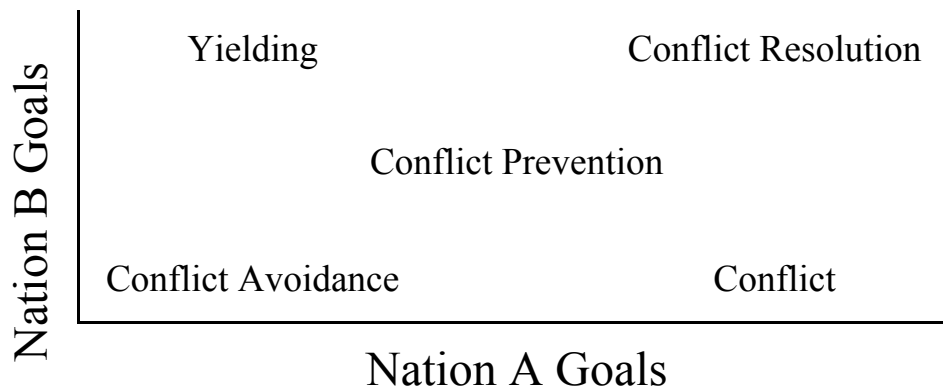 Yielding
Conflict Resolution
Nation B Goals
Conflict Prevention
Conflict Avoidance
Conflict
Nation A Goals